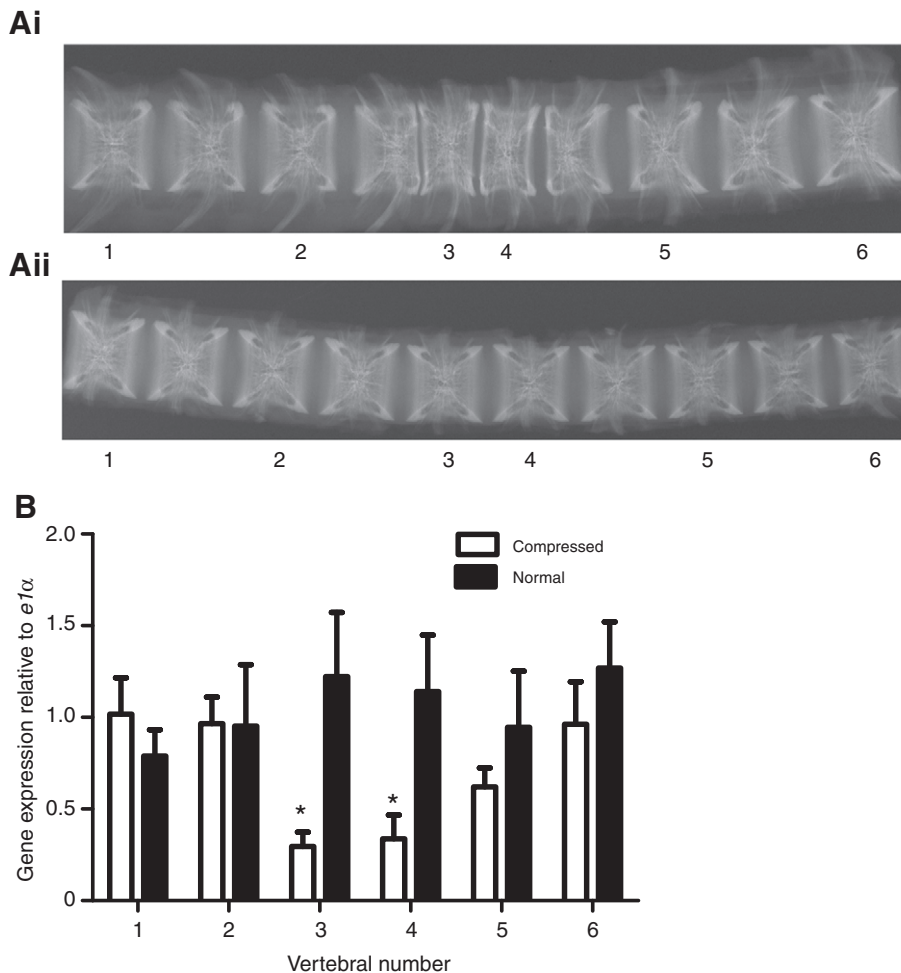 Ai
1 2 3 4 5 6
Aii
1 2 3 4 5 6
B
Gene expression relative to e1α
2.0
1.5
1.0
0.5
0
Compressed
Normal
* *
1 2 3 4 5 6
Vertebral number